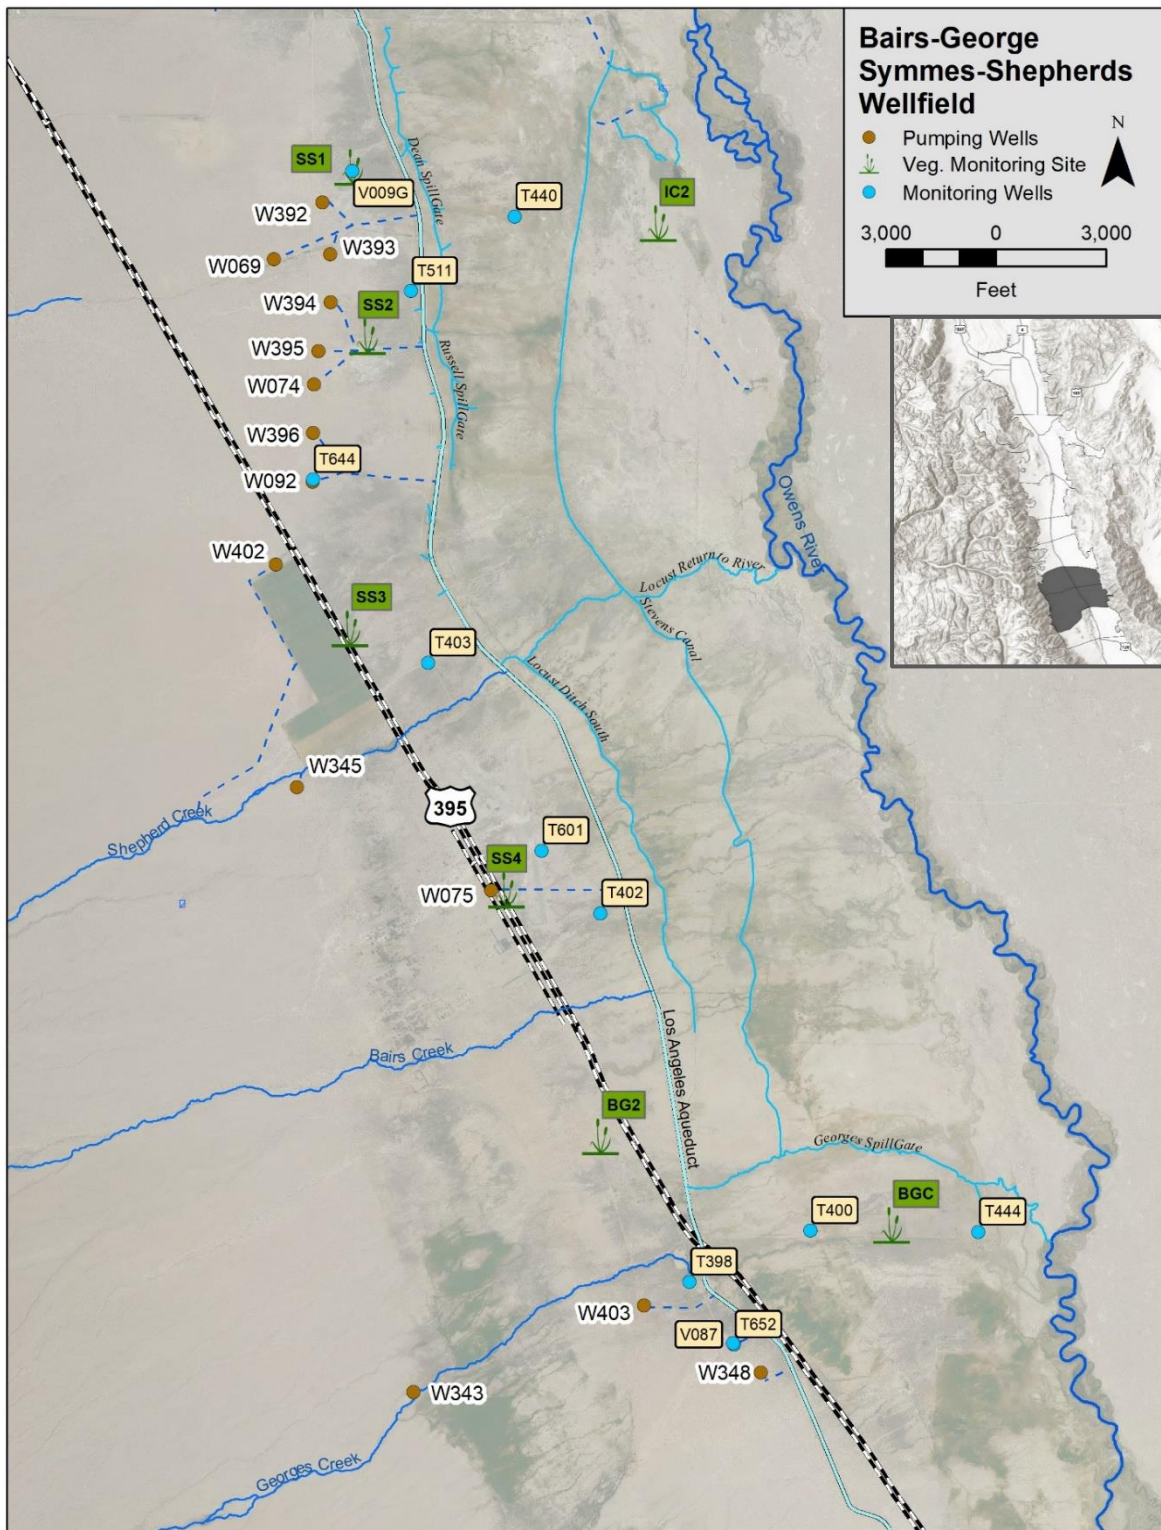 Bairs-George
Symmes-Shepherds
Wellfield
Pumping Wells
Veg. Monitoring Site
Monitoring Wells
N
3,000 0 3,000
Feet
SS1
V009G
W392
Dean SpillGate
T440
IC2
W069
W393
T511
W394
SS2
W395
Russell SpillGate
W074
W396
T644
W092
Owens River
W402
Locust Return to River
SS3
Stevens Canal
T403
Locust Ditch South
W345
395
Shepherd Creek
T601
SS4
W075
T402
Los Angeles Aqueduct
Bairs Creek
BG2
Georges SpillGate
BGC
T400
T444
T398
W403
T652
V087
W348
W343
Georges Creek